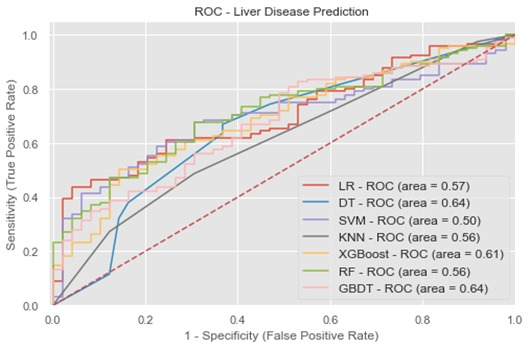 ROC - Liver Disease Prediction
Sensitivity (True Positive Rate)
1.0
0.8
0.6
0.4
0.2
0.0
LR - ROC (area = 0.57)
DT - ROC (area = 0.64)
SVM - ROC (area = 0.50)
KNN - ROC (area = 0.56)
XGBoost - ROC (area = 0.61)
RF - ROC (area = 0.56)
GBDT - ROC (area = 0.64)
0.0 0.2 0.4 0.6 0.8 1.0
1 - Specificity (False Positive Rate)